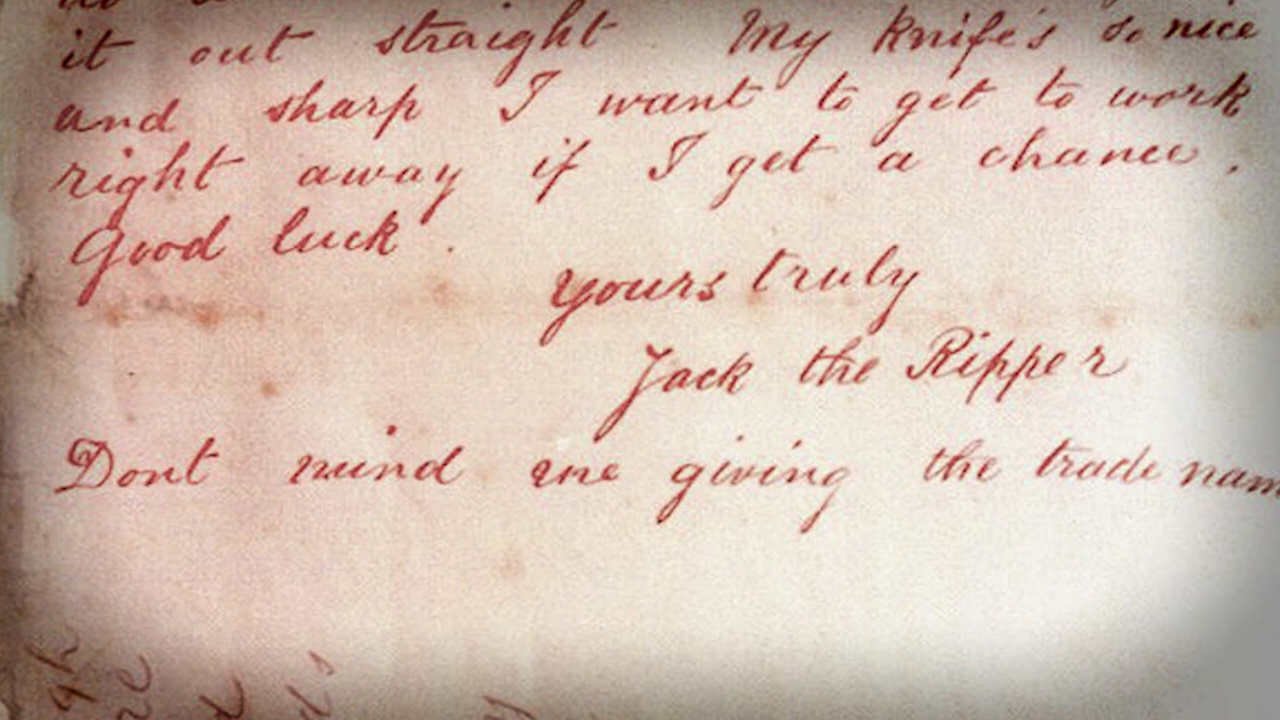 it out straight My knife's so nice
and sharp I want to get to work
right away if I get a chance.
Good luck.
Yours truly
Jack the Ripper
Dont mind me giving the trade nam